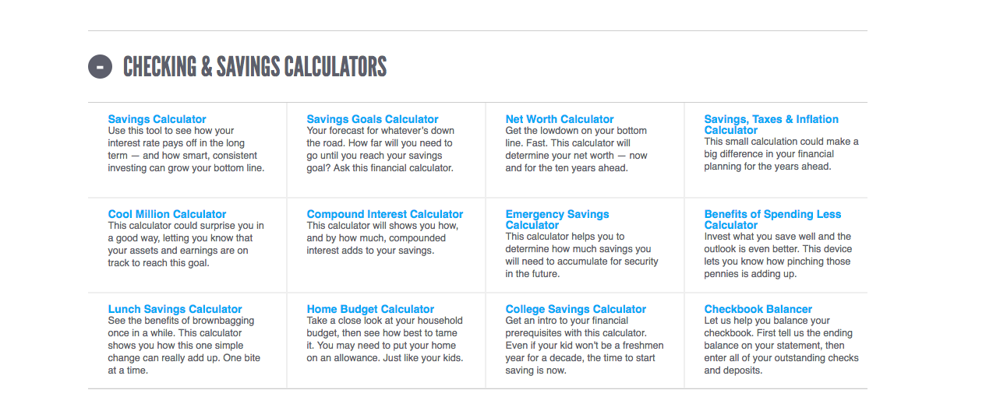 - CHECKING & SAVINGS CALCULATORS
Savings Calculator
Use this tool to see how your
interest rate pays off in the long
term — and how smart, consistent
investing can grow your bottom line.
Savings Goals Calculator
Your forecast for whatever's down
the road. How far will you need to
go until you reach your savings
goal? Ask this financial calculator.
Net Worth Calculator
Get the lowdown on your bottom
line. Fast. This calculator will
determine your net worth — now
and for the ten years ahead.
Savings, Taxes & Inflation
Calculator
This small calculation could make a
big difference in your financial
planning for the years ahead.
Cool Million Calculator
This calculator could surprise you in
a good way, letting you know that
your assets and earnings are on
track to reach this goal.
Compound Interest Calculator
This calculator will shows you how,
and by how much, compounded
interest adds to your savings.
Emergency Savings
Calculator
This calculator helps you to
determine how much savings you
will need to accumulate for security
in the future.
Benefits of Spending Less
Calculator
Invest what you save well and the
outlook is even better. This device
lets you know how pinching those
pennies is adding up.
Lunch Savings Calculator
See the benefits of brownbagging
once in a while. This calculator
shows you how this one simple
change can really add up. One bite
at a time.
Home Budget Calculator
Take a close look at your household
budget, then see how best to tame
it. You may need to put your home
on an allowance. Just like your kids.
College Savings Calculator
Get an intro to your financial
prerequisites with this calculator.
Even if your kid won't be a freshmen
year for a decade, the time to start
saving is now.
Checkbook Balancer
Let us help you balance your
checkbook. First tell us the ending
balance on your statement, then
enter all of your outstanding checks
and deposits.